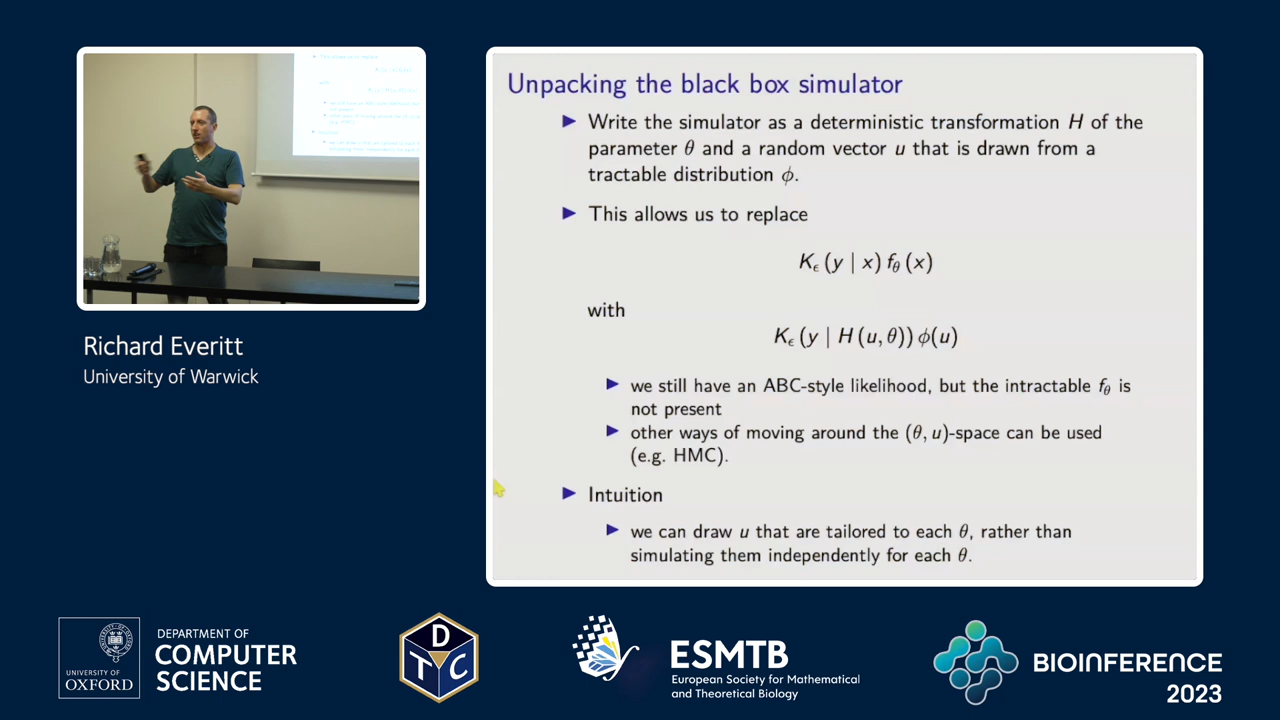 Unpacking the black box simulator
▶ Write the simulator as a deterministic transformation H of the
parameter θ and a random vector u that is drawn from a
tractable distribution ϕ.
▶ This allows us to replace
Kϵ (y | x) fθ (x)
with
Kϵ (y | H (u, θ)) ϕ(u)
▶ we still have an ABC-style likelihood, but the intractable fθ is
not present
▶ other ways of moving around the (θ, u)-space can be used
(e.g. HMC).
▶ Intuition
▶ we can draw u that are tailored to each θ, rather than
simulating them independently for each θ.
Richard Everitt
University of Warwick
UNIVERSITY OF
OXFORD
DEPARTMENT OF
COMPUTER
SCIENCE
D
T C
ESMTB
European Society for Mathematical
and Theoretical Biology
BIOINFERENCE
2023